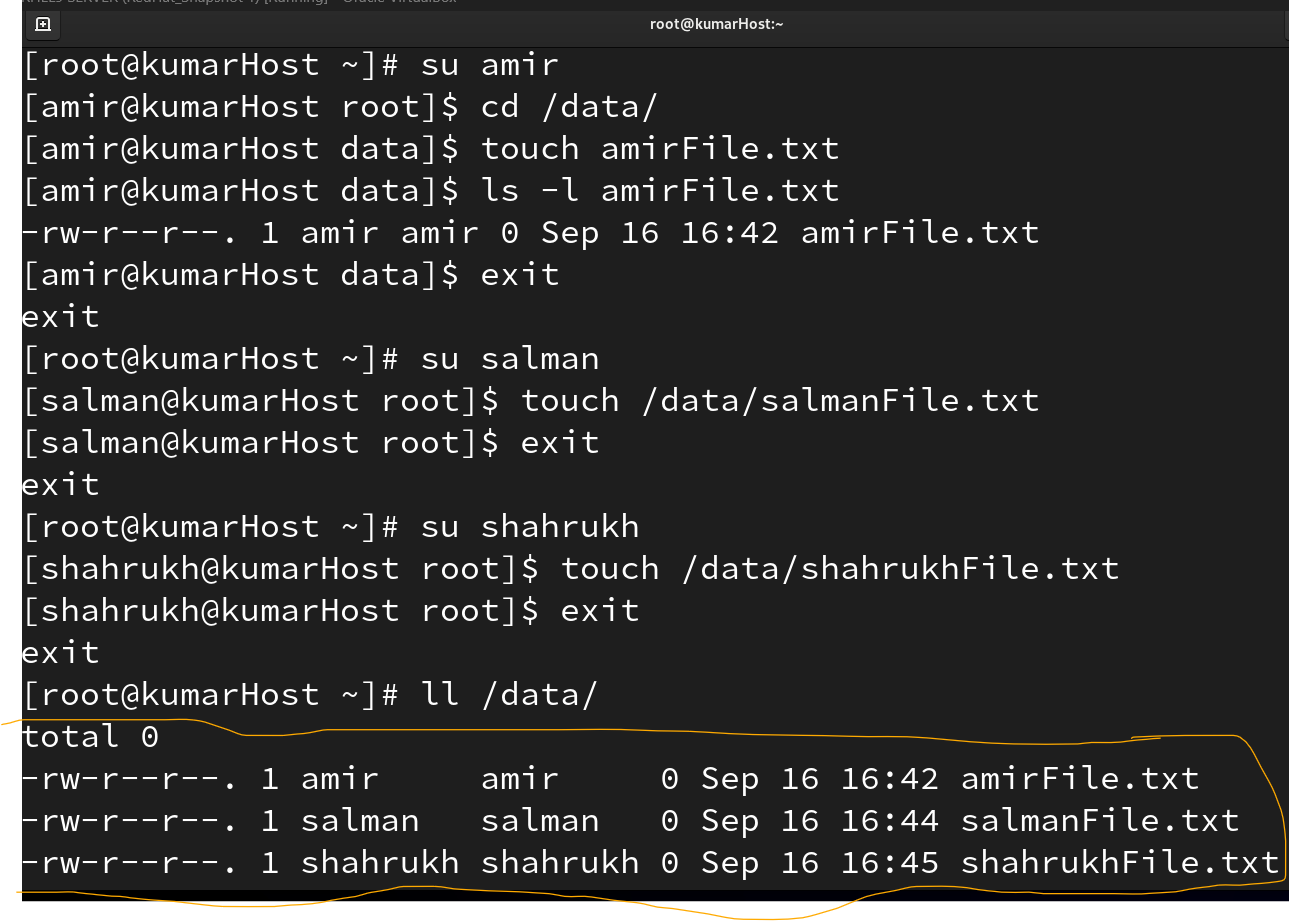 root@kumarHost:~
[root@kumarHost ~]# su amir
[amir@kumarHost root]$ cd /data/
[amir@kumarHost data]$ touch amirFile.txt
[amir@kumarHost data]$ ls -l amirFile.txt
-rw-r--r--. 1 amir amir 0 Sep 16 16:42 amirFile.txt
[amir@kumarHost data]$ exit
exit
[root@kumarHost ~]# su salman
[salman@kumarHost root]$ touch /data/salmanFile.txt
[salman@kumarHost root]$ exit
exit
[root@kumarHost ~]# su shahrukh
[shahrukh@kumarHost root]$ touch /data/shahrukhFile.txt
[shahrukh@kumarHost root]$ exit
exit
[root@kumarHost ~]# ll /data/
total 0
-rw-r--r--. 1 amir     amir     0 Sep 16 16:42 amirFile.txt
-rw-r--r--. 1 salman   salman   0 Sep 16 16:44 salmanFile.txt
-rw-r--r--. 1 shahrukh shahrukh 0 Sep 16 16:45 shahrukhFile.txt